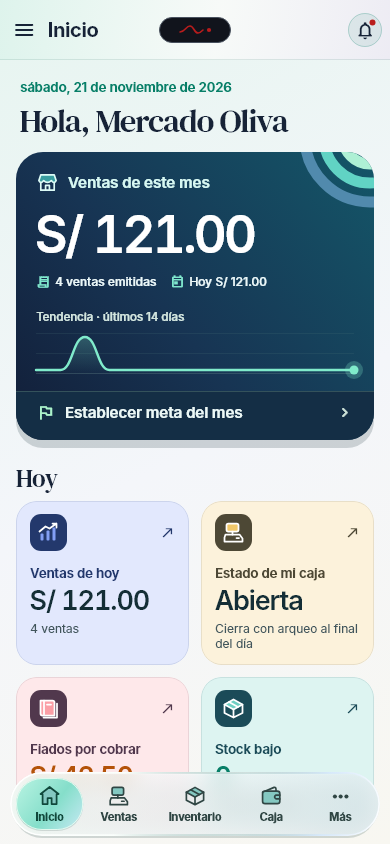 Inicio
sábado, 21 de noviembre de 2026
Hola, Mercado Oliva
Ventas de este mes
S/ 121.00
4 ventas emitidas
Hoy S/ 121.00
Tendencia · últimos 14 días
Establecer meta del mes
Hoy
Ventas de hoy
S/ 121.00
4 ventas
Estado de mi caja
Abierta
Cierra con arqueo al final
del día
Fiados por cobrar
Stock bajo
Inicio
Ventas
Inventario
Caja
Más